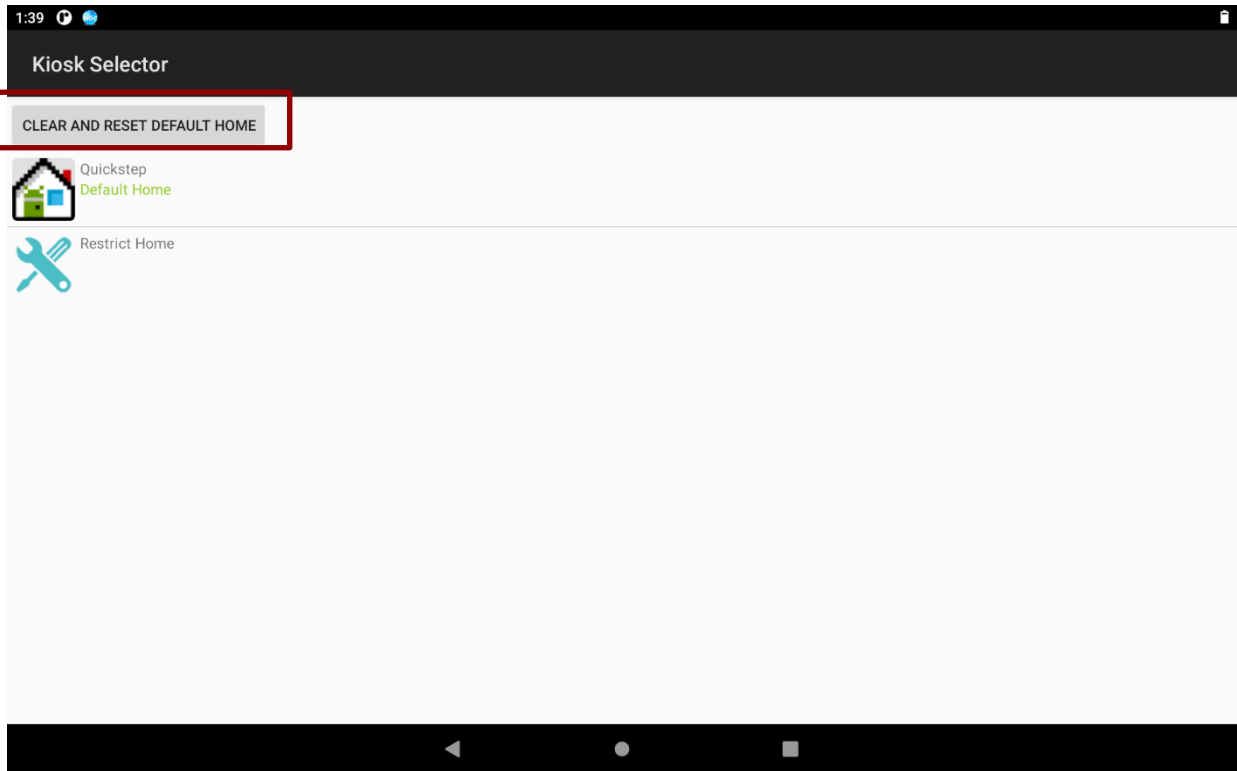 1:39
Kiosk Selector
CLEAR AND RESET DEFAULT HOME
Quickstep
Default Home
Restrict Home